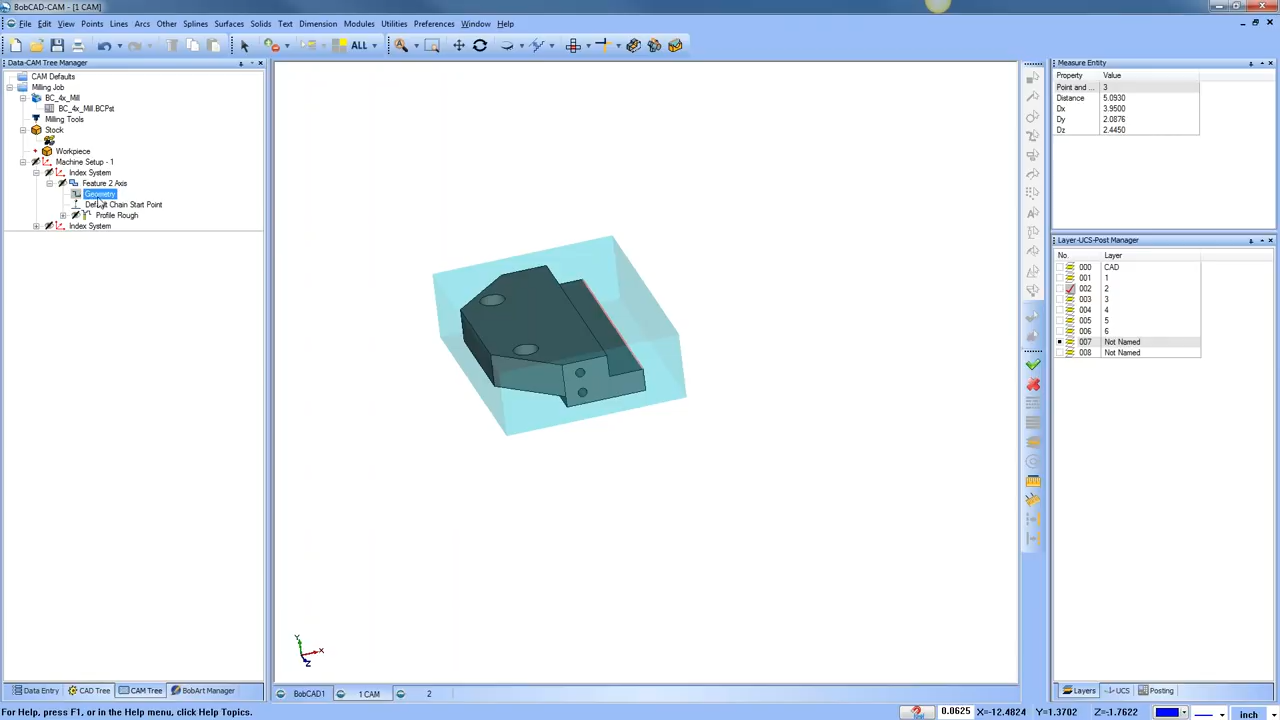 BobCAD-CAM - [1 CAM]
File Edit View Points Lines Arcs Other Splines Surfaces Solids Text Dimension Modules Utilities Preferences Window Help
ALL
Data-CAM Tree Manager
CAM Defaults
Milling Job
BC_4x_Mill
BC_4x_Mill.BCPst
Milling Tools
Stock
Workpiece
Machine Setup - 1
Index System
Feature 2 Axis
Geometry
Default Chain Start Point
Profile Rough
Index System
Measure Entity
Property Value
Point and ... 3
Distance 5.0930
Dx 3.9500
Dy 2.0876
Dz 2.4450
Layer-UCS-Post Manager
No. Layer
000 CAD
001 1
002 2
003 3
004 4
005 5
006 6
007 Not Named
008 Not Named
Y
X
Z
Data Entry CAD Tree CAM Tree BobArt Manager
BobCAD1 1 CAM 2
Layers UCS Posting
For Help, press F1, or in the Help menu, click Help Topics. 0.0625 X=-12.4824 Y=1.3702 Z=-1.7622 inch